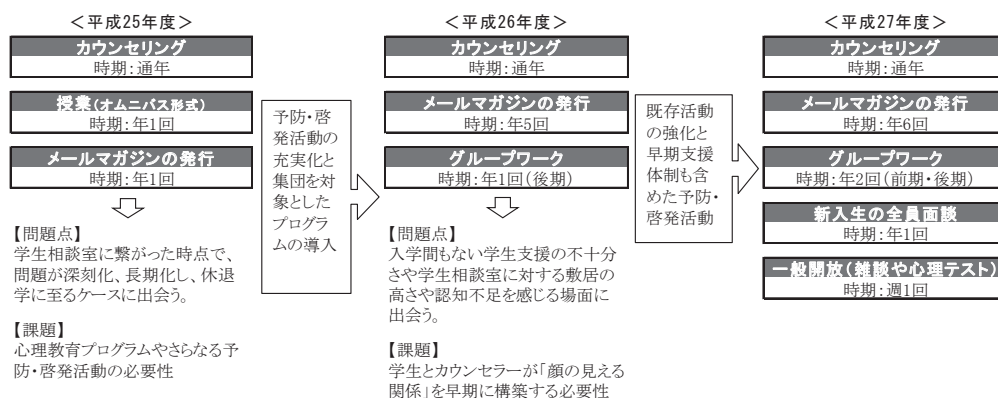 ＜平成25年度＞
カウンセリング
時期：通年
授業(オムニバス形式)
時期：年1回
メールマガジンの発行
時期：年1回
【問題点】
学生相談室に繋がった時点で、
問題が深刻化、長期化し、休退
学に至るケースに出会う。
【課題】
心理教育プログラムやさらなる予
防・啓発活動の必要性
予防・啓
発活動の
充実化と
集団を対
象とした
プログラ
ムの導入
＜平成26年度＞
カウンセリング
時期：通年
メールマガジンの発行
時期：年5回
グループワーク
時期：年1回(後期)
【問題点】
入学間もない学生支援の不十分
さや学生相談室に対する敷居の
高さや認知不足を感じる場面に
出会う。
【課題】
学生とカウンセラーが「顔の見える
関係」を早期に構築する必要性
既存活動
の強化と
早期支援
体制も含
めた予防・
啓発活動
＜平成27年度＞
カウンセリング
時期：通年
メールマガジンの発行
時期：年6回
グループワーク
時期：年2回(前期・後期)
新入生の全員面談
時期：年1回
一般開放(雑談や心理テスト)
時期：週1回